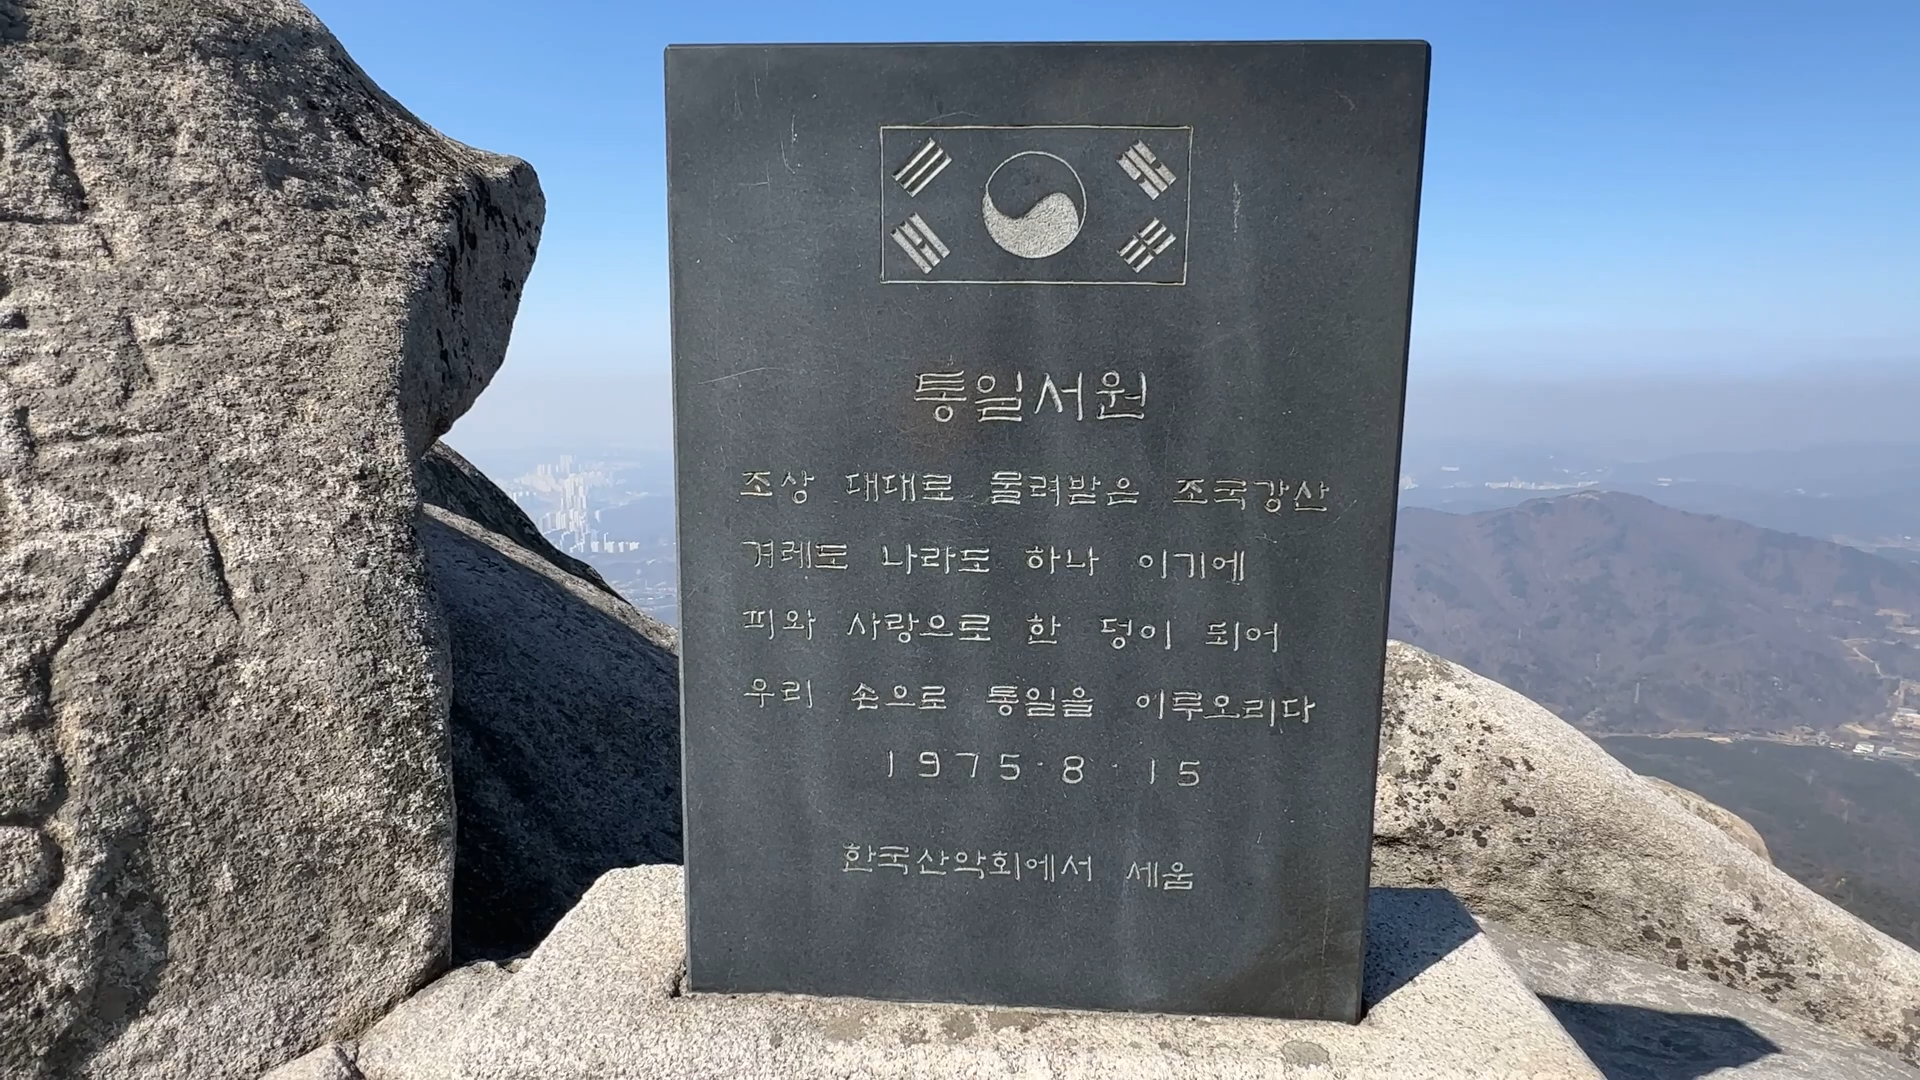 통일서원
조상 대대로 물려받은 조국강산
겨레도 나라도 하나 이기에
피와 사랑으로 한 덩이 되어
우리 손으로 통일을 이루오리다
1975·8·15
한국산악회에서 세움